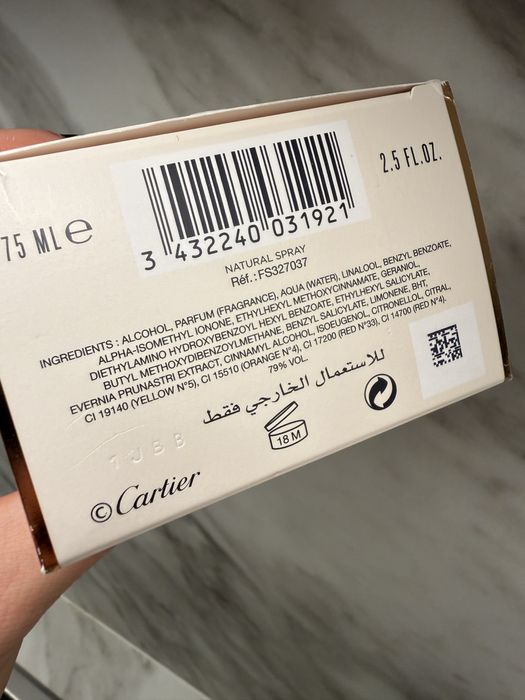 75 ML ℮
3 432240 031921
2.5 FL.OZ.
NATURAL SPRAY
Réf.: FS327037
INGREDIENTS : ALCOHOL, PARFUM (FRAGRANCE), AQUA (WATER), LINALOOL, BENZYL BENZOATE,
ALPHA-ISOMETHYL IONONE, ETHYLHEXYL METHOXYCINNAMATE, GERANIOL,
DIETHYLAMINO HYDROXYBENZOYL HEXYL BENZOATE, ETHYLHEXYL SALICYLATE,
BUTYL METHOXYDIBENZOYLMETHANE, BENZYL SALICYLATE, LIMONENE, BHT,
EVERNIA PRUNASTRI EXTRACT, CINNAMYL ALCOHOL, ISOEUGENOL, CITRONELLOL, CITRAL,
CI 19140 (YELLOW N°5), CI 15510 (ORANGE N°4), CI 17200 (RED N°33), CI 14700 (RED N°4).
79% VOL
للاستعمال الخارجي فقط
18 M
1JBB
© Cartier